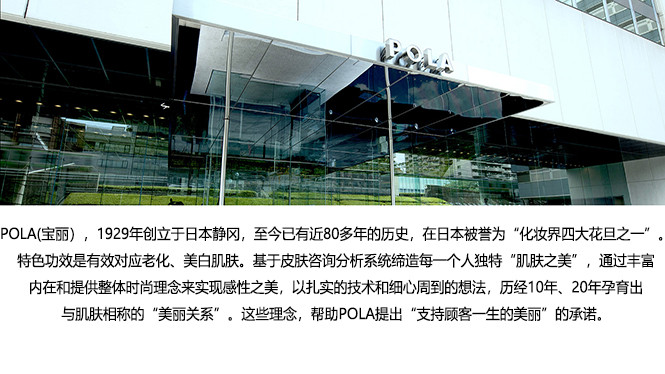 POLA
POLA(宝丽），1929年创立于日本静冈，至今已有近80多年的历史，在日本被誉为“化妆界四大花旦之一”。
特色功效是有效对应老化、美白肌肤。基于皮肤咨询分析系统缔造每一个人独特“肌肤之美”，通过丰富
内在和提供整体时尚理念来实现感性之美，以扎实的技术和细心周到的想法，历经10年、20年孕育出
与肌肤相称的“美丽关系”。这些理念，帮助POLA提出“支持顾客一生的美丽”的承诺。